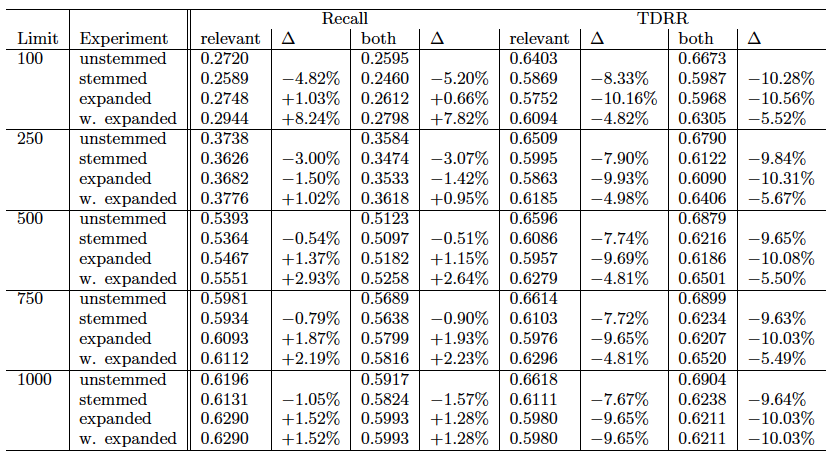 Recall TDRR
Limit Experiment relevant Δ both Δ relevant Δ both Δ
100 unstemmed 0.2720 0.2595 0.6403 0.6673
stemmed 0.2589 −4.82% 0.2460 −5.20% 0.5869 −8.33% 0.5987 −10.28%
expanded 0.2748 +1.03% 0.2612 +0.66% 0.5752 −10.16% 0.5968 −10.56%
w. expanded 0.2944 +8.24% 0.2798 +7.82% 0.6094 −4.82% 0.6305 −5.52%
250 unstemmed 0.3738 0.3584 0.6509 0.6790
stemmed 0.3626 −3.00% 0.3474 −3.07% 0.5995 −7.90% 0.6122 −9.84%
expanded 0.3682 −1.50% 0.3533 −1.42% 0.5863 −9.93% 0.6090 −10.31%
w. expanded 0.3776 +1.02% 0.3618 +0.95% 0.6185 −4.98% 0.6406 −5.67%
500 unstemmed 0.5393 0.5123 0.6596 0.6879
stemmed 0.5364 −0.54% 0.5097 −0.51% 0.6086 −7.74% 0.6216 −9.65%
expanded 0.5467 +1.37% 0.5182 +1.15% 0.5957 −9.69% 0.6186 −10.08%
w. expanded 0.5551 +2.93% 0.5258 +2.64% 0.6279 −4.81% 0.6501 −5.50%
750 unstemmed 0.5981 0.5689 0.6614 0.6899
stemmed 0.5934 −0.79% 0.5638 −0.90% 0.6103 −7.72% 0.6234 −9.63%
expanded 0.6093 +1.87% 0.5799 +1.93% 0.5976 −9.65% 0.6207 −10.03%
w. expanded 0.6112 +2.19% 0.5816 +2.23% 0.6296 −4.81% 0.6520 −5.49%
1000 unstemmed 0.6196 0.5917 0.6618 0.6904
stemmed 0.6131 −1.05% 0.5824 −1.57% 0.6111 −7.67% 0.6238 −9.64%
expanded 0.6290 +1.52% 0.5993 +1.28% 0.5980 −9.65% 0.6211 −10.03%
w. expanded 0.6290 +1.52% 0.5993 +1.28% 0.5980 −9.65% 0.6211 −10.03%